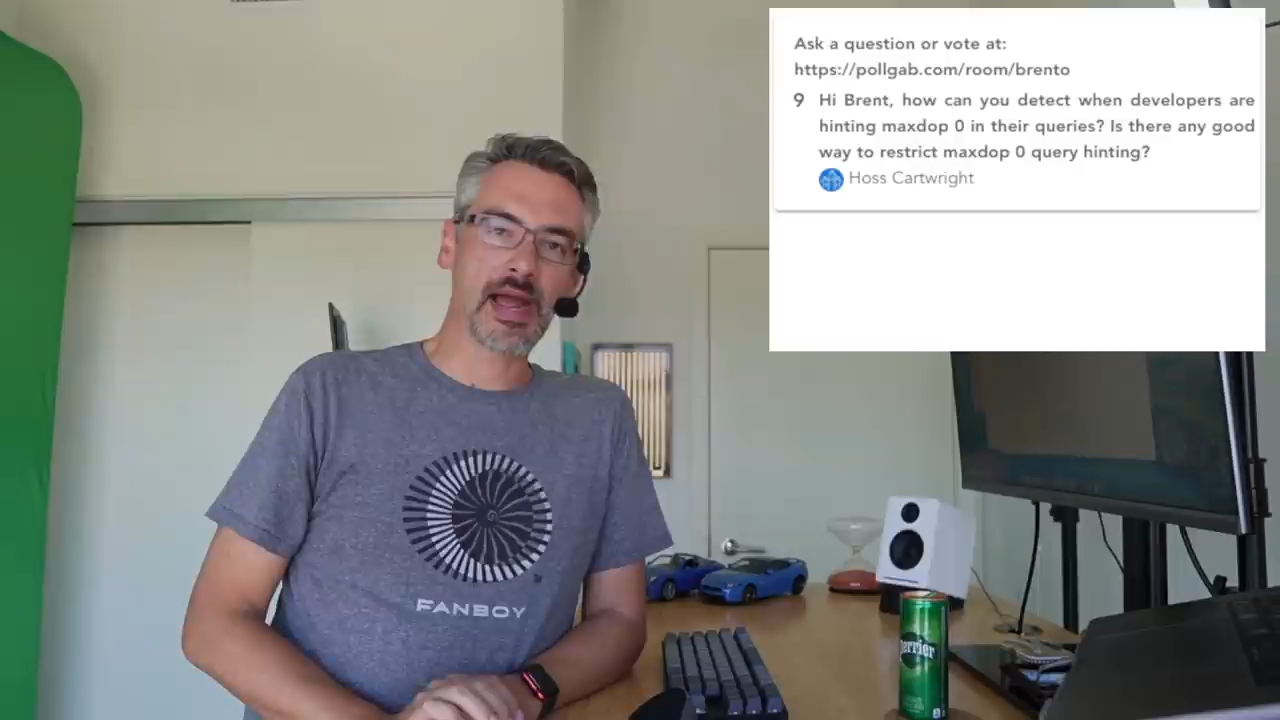 Ask a question or vote at:
https://pollgab.com/room/brento
9 Hi Brent, how can you detect when developers are
hinting maxdop 0 in their queries? Is there any good
way to restrict maxdop 0 query hinting?
Hoss Cartwright
FANBOY
Perrier